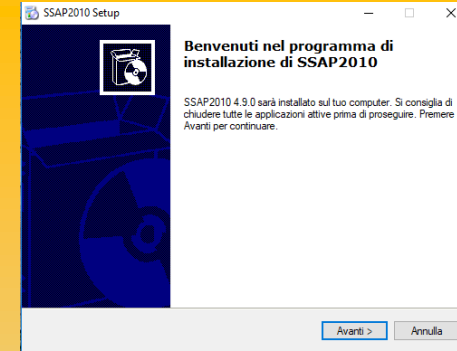 SSAP2010 Setup
Benvenuti nel programma di
installazione di SSAP2010
SSAP2010 4.9.0 sarà installato sul tuo computer. Si consiglia di
chiudere tutte le applicazioni attive prima di proseguire. Premere
Avanti per continuare.
Avanti >
Annulla